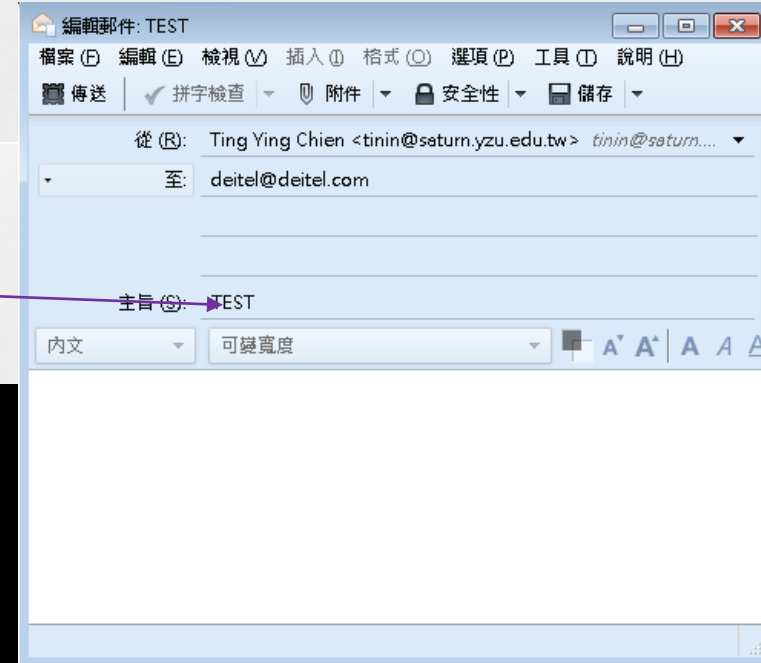 編輯郵件: TEST
檔案 (F) 編輯 (E) 檢視 (V) 插入 (I) 格式 (O) 選項 (P) 工具 (T) 說明 (H)
傳送 拼字檢查 附件 安全性 儲存
從 (R): Ting Ying Chien <tinin@saturn.yzu.edu.tw> tinin@saturn....
至: deitel@deitel.com
主旨 (S): TEST
內文 可變寬度 A A A A A